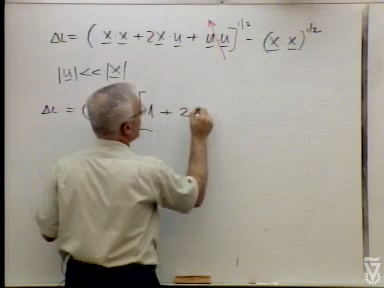 ΔL = (x·x + 2x·u + u·u)^1/2 - (x·x)^1/2
|u| << |x|
ΔL = ( [1 + 2